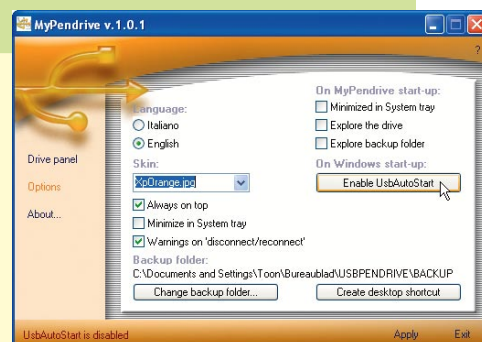 MyPendrive v.1.0.1
?
Language:
Italiano
English
Skin:
XpOrange.jpg
Always on top
Minimize in System tray
Warnings on 'disconnect/reconnect'
On MyPendrive start-up:
Minimized in System tray
Explore the drive
Explore backup folder
On Windows start-up:
Enable UsbAutoStart
Drive panel
Options
About...
Backup folder:
C:\Documents and Settings\Toon\Bureaublad\USBPENDRIVE\BACKUP
Change backup folder...
Create desktop shortcut
UsbAutoStart is disabled
Apply
Exit